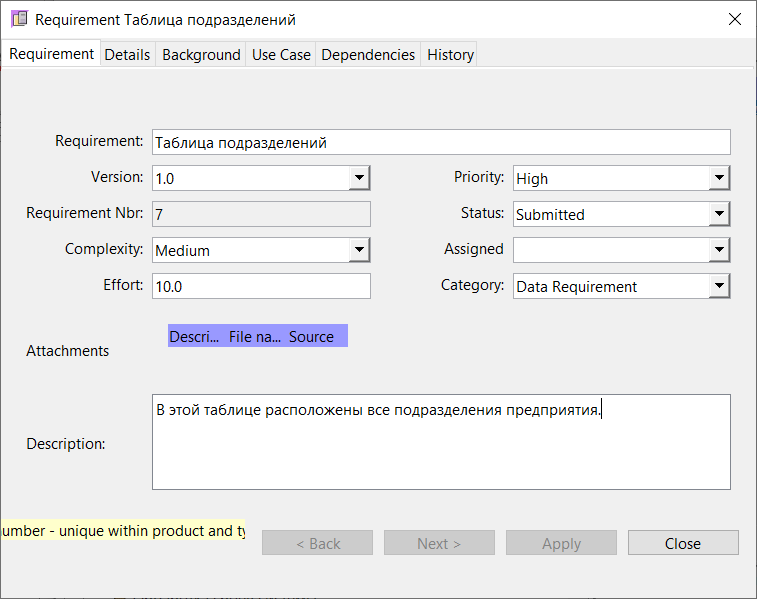 Requirement Таблица подразделений
Requirement Details Background Use Case Dependencies History
Requirement: Таблица подразделений
Version: 1.0 Priority: High
Requirement Nbr: 7 Status: Submitted
Complexity: Medium Assigned
Effort: 10.0 Category: Data Requirement
Descri... File na... Source
Attachments
Description: В этой таблице расположены все подразделения предприятия.
umber - unique within product and ty
< Back Next > Apply Close